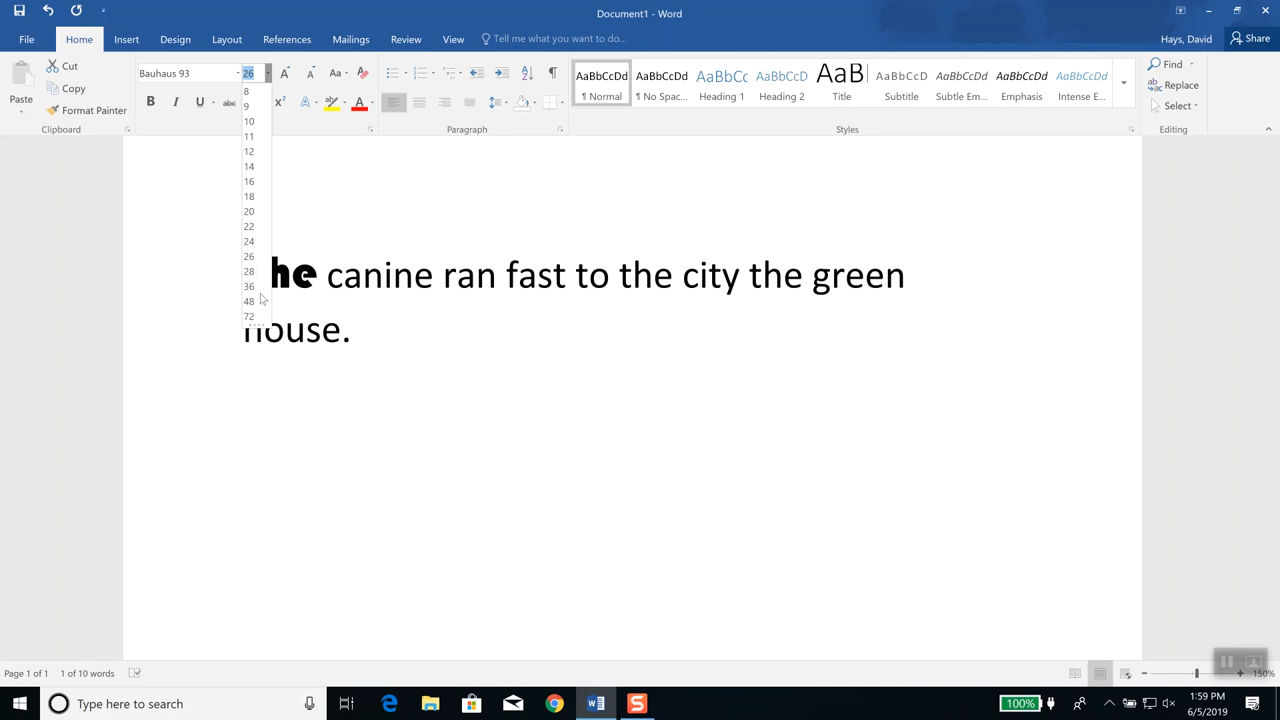 Document1 - Word
File Home Insert Design Layout References Mailings Review View Tell me what you want to do... Hays, David Share
Paste Cut Copy Format Painter
Clipboard
Bauhaus 93 26 Aa
B I U abc x² A A
Paragraph
AaBbCcDd AaBbCcDd AaBbCc AaBbCcD AaB AaBbCcD AaBbCcDd AaBbCcDd AaBbCcDd
¶ Normal ¶ No Spac... Heading 1 Heading 2 Title Subtitle Subtle Em... Emphasis Intense E...
Styles
Find
Replace
Select
Editing
8
9
10
11
12
14
16
18
20
22
24
26
28
36
48
72
he canine ran fast to the city the green
house.
Page 1 of 1 1 of 10 words 150%
Type here to search 100% 1:59 PM
6/5/2019